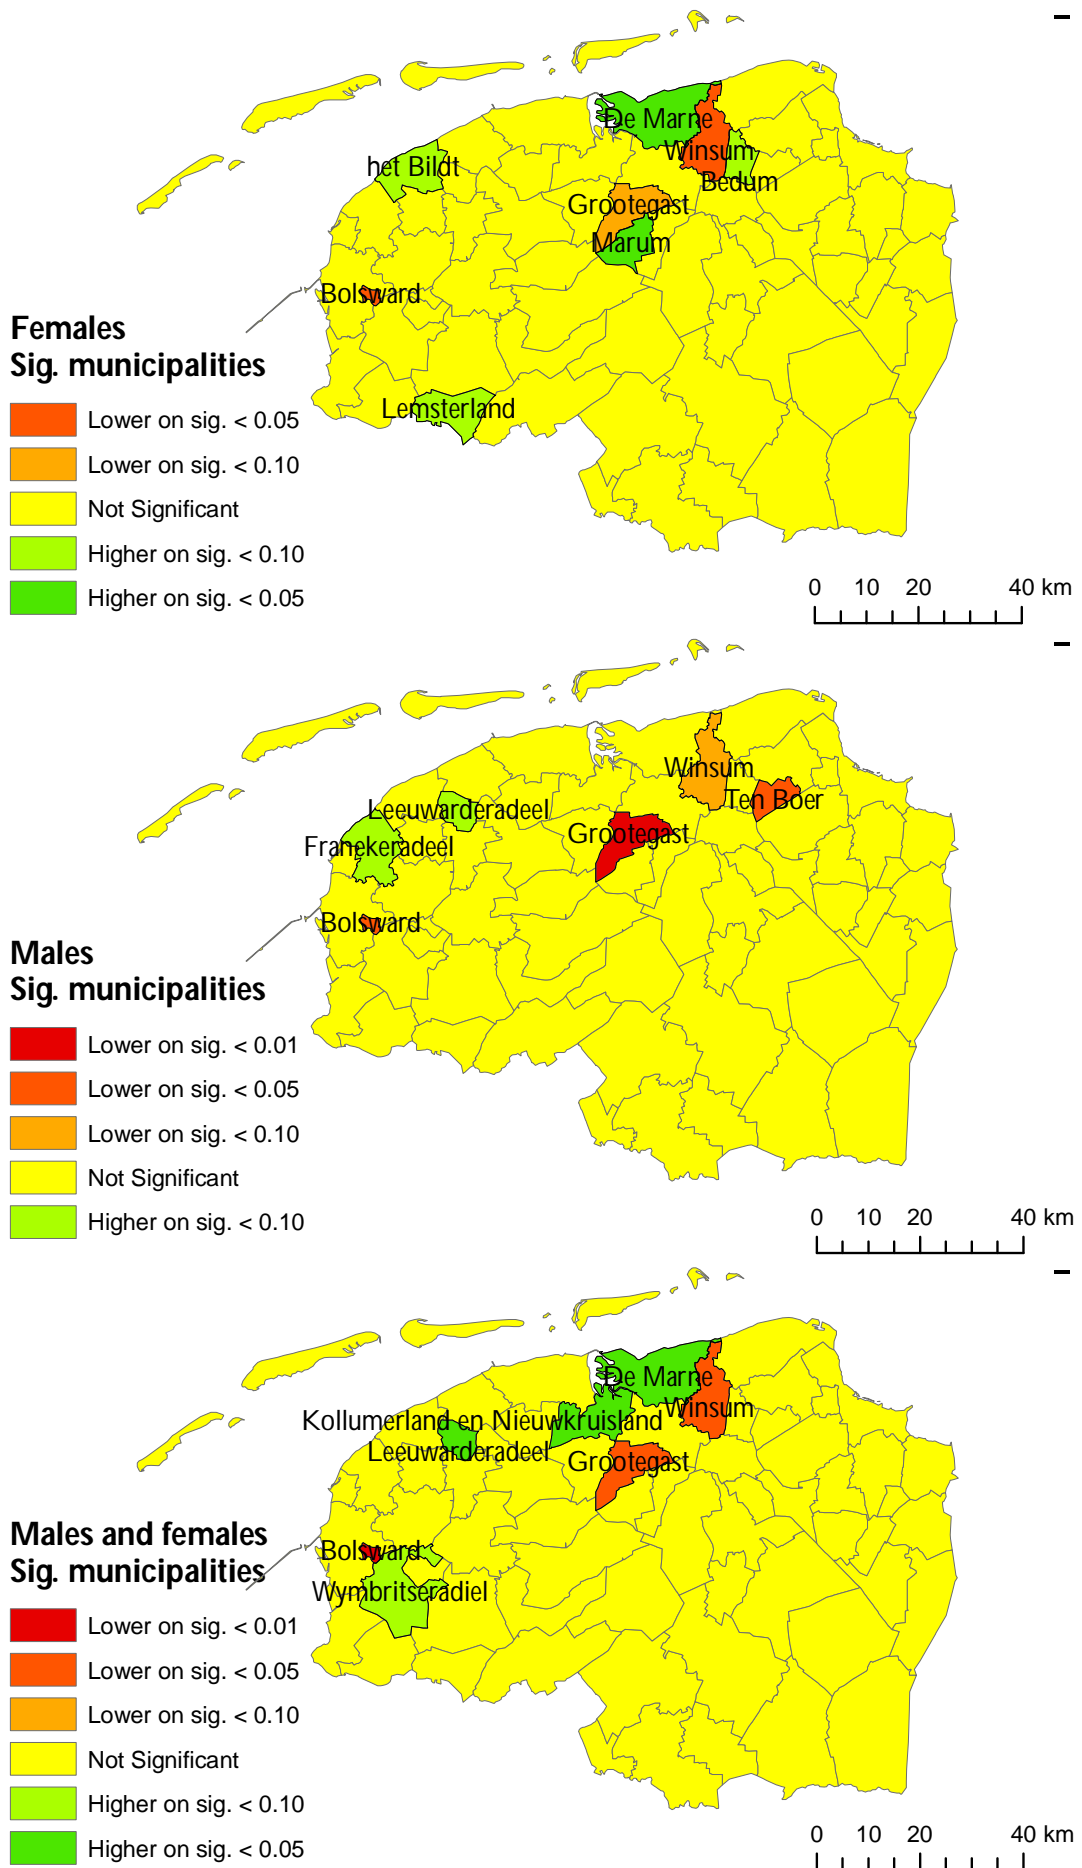 De Marne
Winsum
Bedum
het Bildt
Grootegast
Marum
Bolsward
Lemsterland
Females
Sig. municipalities
Lower on sig. < 0.05
Lower on sig. < 0.10
Not Significant
Higher on sig. < 0.10
Higher on sig. < 0.05
0 10 20 40 km
Winsum
Ten Boer
Leeuwarderadeel
Grootegast
Franekeradeel
Bolsward
Males
Sig. municipalities
Lower on sig. < 0.01
Lower on sig. < 0.05
Lower on sig. < 0.10
Not Significant
Higher on sig. < 0.10
0 10 20 40 km
De Marne
Winsum
Kollumerland en Nieuwkruisland
Leeuwarderadeel
Grootegast
Bolsward
Wymbritseradiel
Males and females
Sig. municipalities
Lower on sig. < 0.01
Lower on sig. < 0.05
Lower on sig. < 0.10
Not Significant
Higher on sig. < 0.10
Higher on sig. < 0.05
0 10 20 40 km